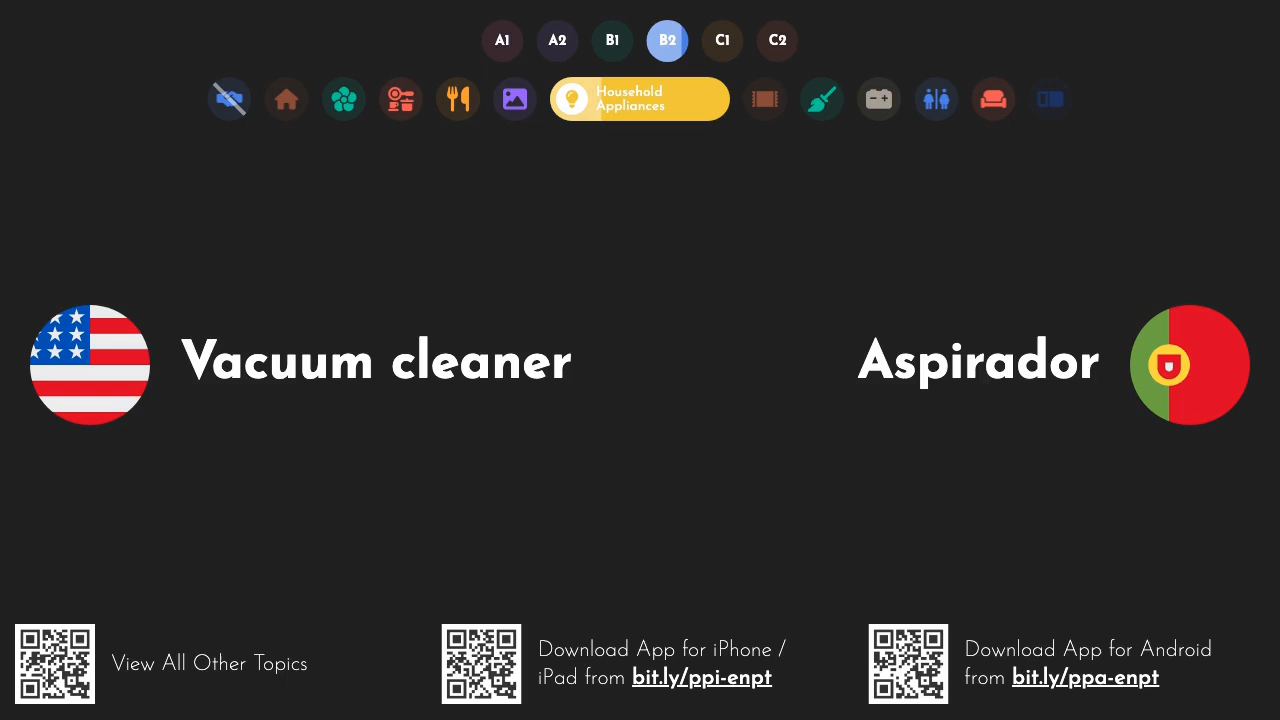 A1 A2 B1 B2 C1 C2
Household
Appliances
Vacuum cleaner
Aspirador
View All Other Topics
Download App for iPhone /
iPad from bit.ly/ppi-enpt
Download App for Android
from bit.ly/ppa-enpt